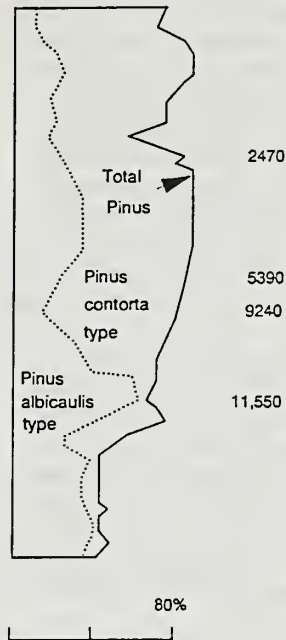 2470
Total
Pinus
Pinus
contorta
type
5390
9240
Pinus
albicaulis
type
11,550
80%